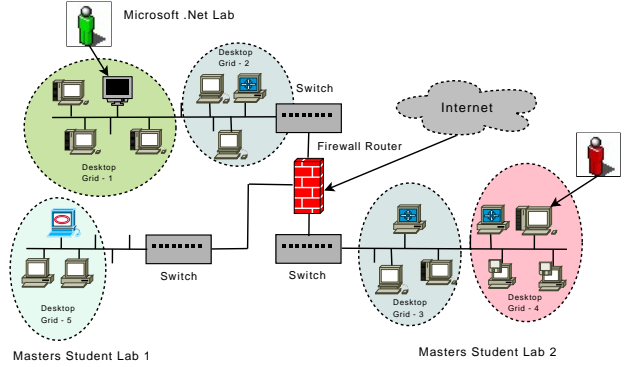 Microsoft .Net Lab
Desktop
Grid - 2
Switch
Internet
Firewall Router
Desktop
Grid - 1
Switch
Switch
Desktop
Grid - 5
Desktop
Grid - 3
Desktop
Grid - 4
Masters Student Lab 1
Masters Student Lab 2